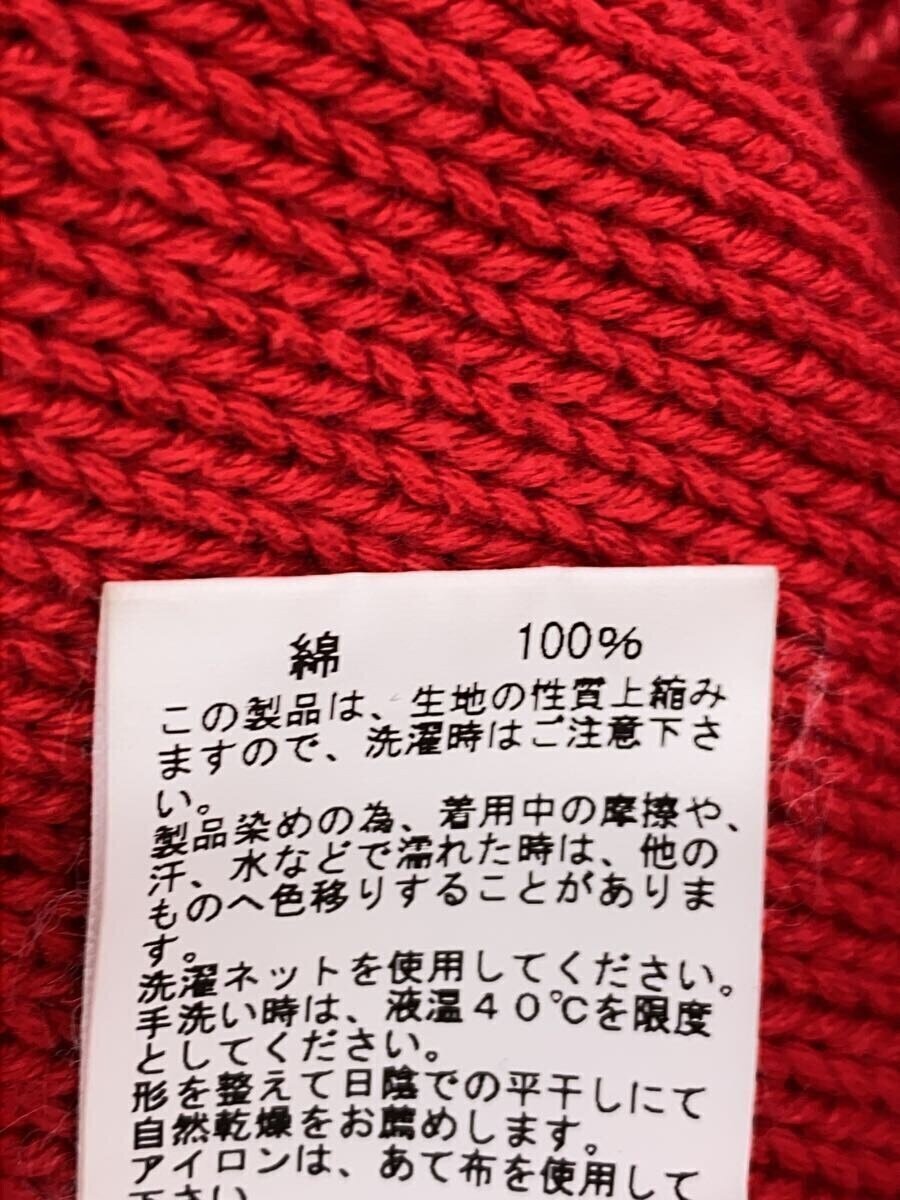 綿 100%
この製品は、生地の性質上縮み
ますので、洗濯時はご注意下さ
い。
製品染めの為、着用中の摩擦や、
汗、水などで濡れた時は、他の
ものへ色移りすることがありま
す。
洗濯ネットを使用してください。
手洗い時は、液温40℃を限度
としてください。
形を整えて日陰での平干しにて
自然乾燥をお薦めします。
アイロンは、あて布を使用して
下さい